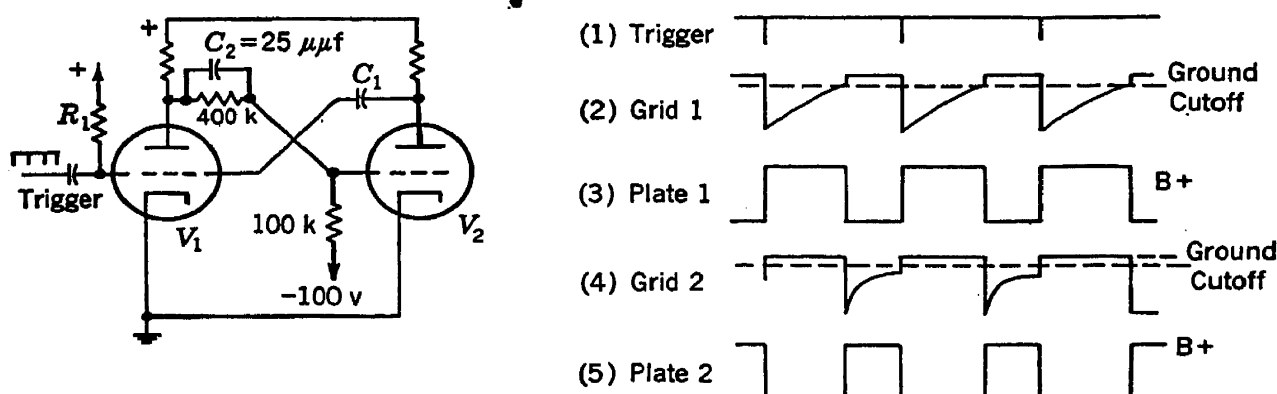 +
C₂=25 μμf
C₁
+
R₁
400 k
Trigger
V₁
100 k
V₂
−100 v
(1) Trigger
(2) Grid 1
Ground
Cutoff
(3) Plate 1
B+
(4) Grid 2
Ground
Cutoff
(5) Plate 2
B+